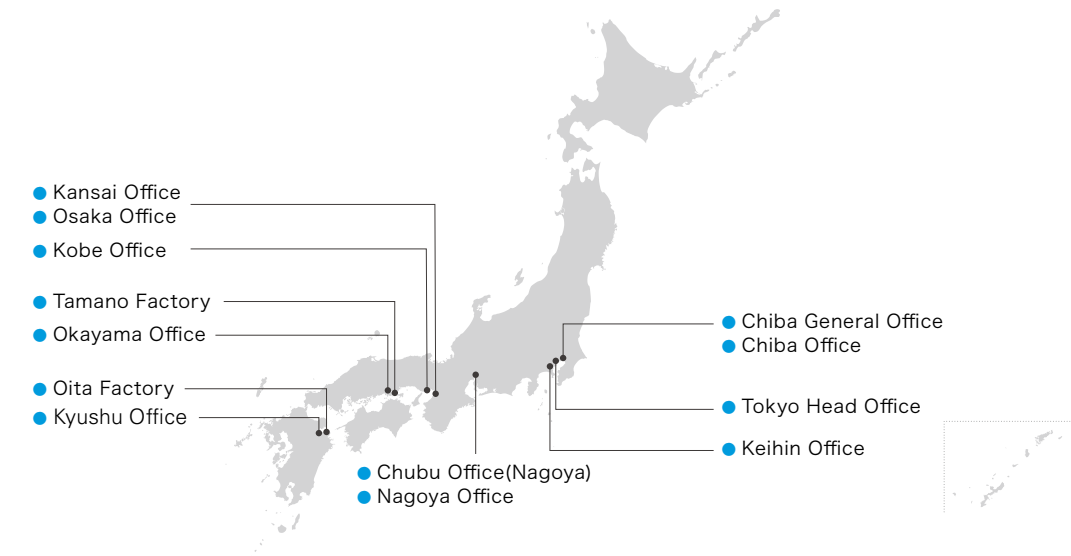 Kansai Office
Osaka Office
Kobe Office
Tamano Factory
Okayama Office
Oita Factory
Kyushu Office
Chubu Office(Nagoya)
Nagoya Office
Chiba General Office
Chiba Office
Tokyo Head Office
Keihin Office